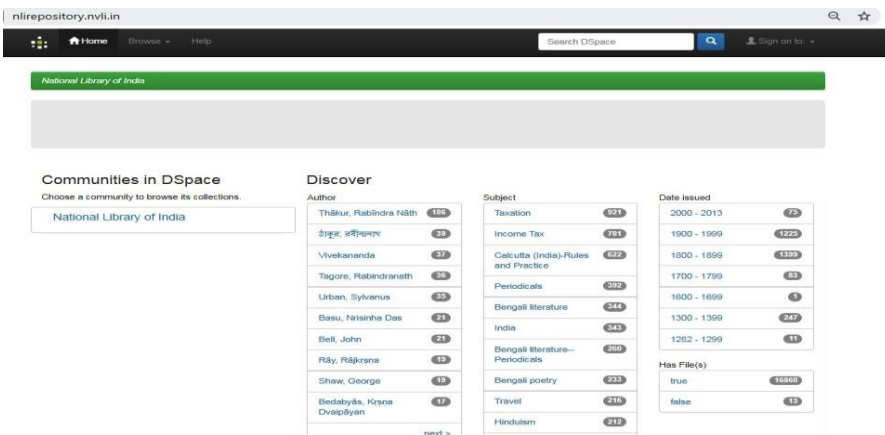 nlirepository.nvli.in
Home Browse Help Search DSpace Sign on to:
National Library of India
Communities in DSpace
Choose a community to browse its collections.
National Library of India
Discover
Author
Thākur, Rabīndra Nāth 186
ঠাকুর, রবীন্দ্রনাথ 39
Vivekananda 37
Tagore, Rabindranath 36
Urban, Sylvanus 35
Basu, Nrisinha Das 21
Bell, John 21
Rāy, Rājkrṣṇa 19
Shaw, George 19
Bedabyās, Kṛṣṇa
Dvaipāyan 17
next >
Subject
Taxation 921
Income Tax 781
Calcutta (India)-Rules
and Practice 622
Periodicals 392
Bengali literature 344
India 343
Bengali literature--
Periodicals 260
Bengali poetry 233
Travel 216
Hinduism 212
Date issued
2000 - 2013 73
1900 - 1999 1225
1800 - 1899 1399
1700 - 1799 83
1600 - 1699 1
1300 - 1399 247
1262 - 1299 11
Has File(s)
true 16860
false 13